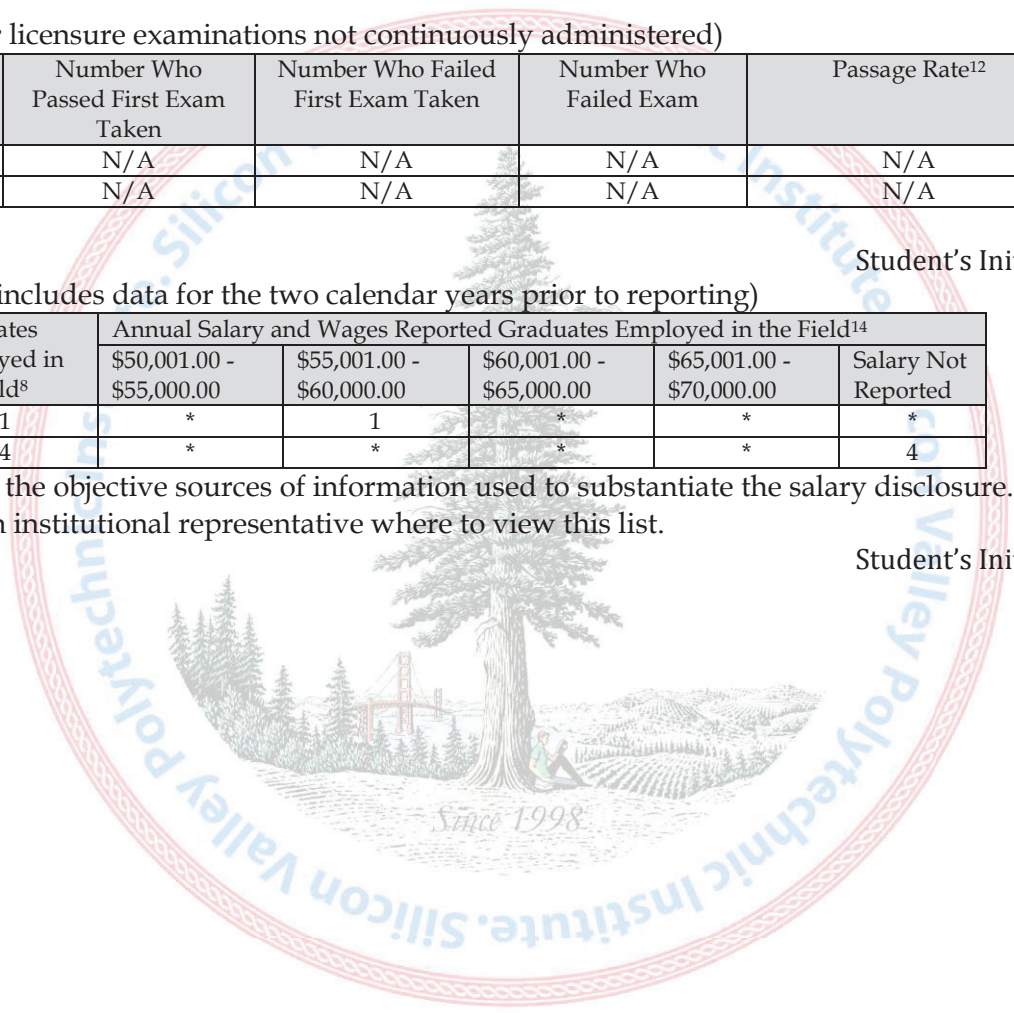 licensure examinations not continuously administered)
Number Who Number Who Failed Number Who Passage Rate¹²
Passed First Exam First Exam Taken Failed Exam
Taken
N/A N/A N/A N/A
N/A N/A N/A N/A
Student's
includes data for the two calendar years prior to reporting)
Annual Salary and Wages Reported Graduates Employed in the Field¹⁴
in $50,001.00 - $55,001.00 - $60,001.00 - $65,001.00 - Salary Not
$55,000.00 $60,000.00 $65,000.00 $70,000.00 Reported
1 * 1 * * *
4 * * * * 4
the objective sources of information used to substantiate the salary disclosure.
institutional representative where to view this list.
Student's
Since 1998
Silicon Valley Polytechnic Institute.